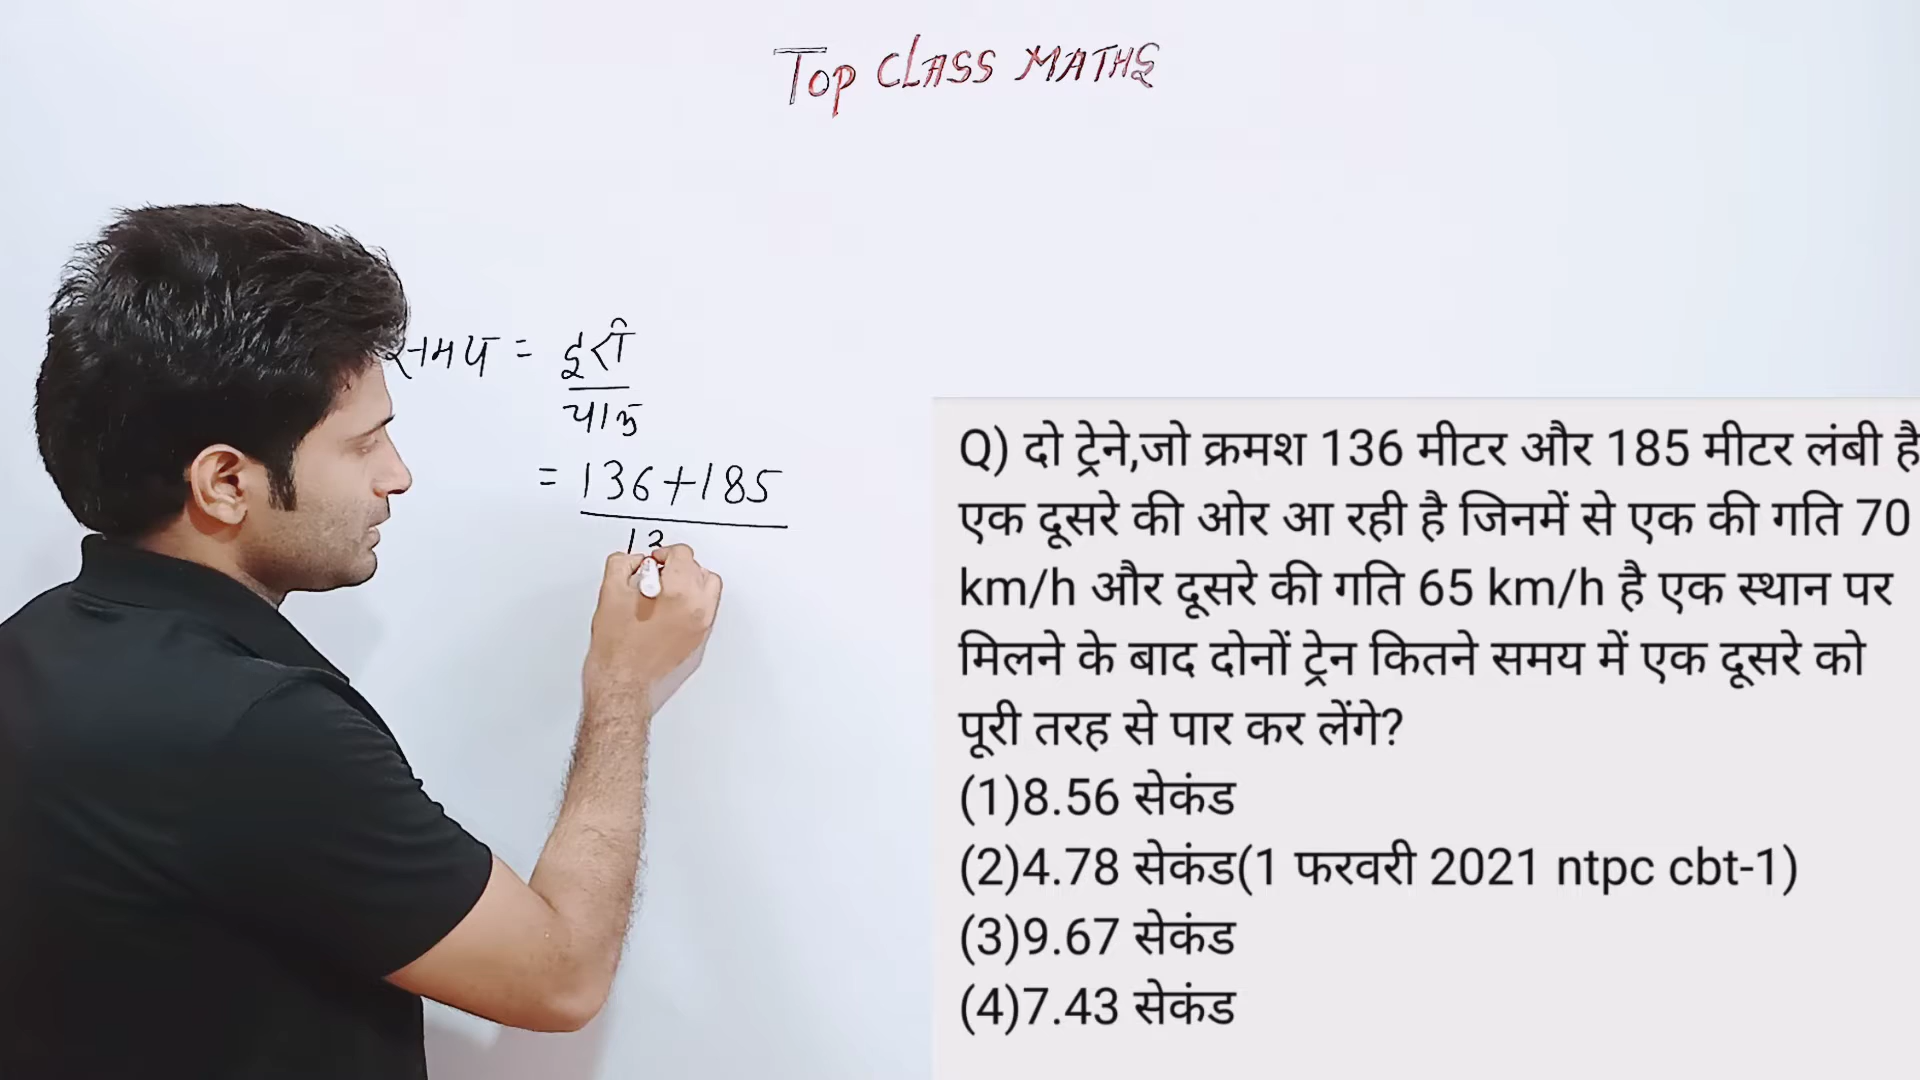 TOP CLASS MATHS
समय = दूरी
चाल
= 136+185
13
Q) दो ट्रेने,जो क्रमश 136 मीटर और 185 मीटर लंबी है
एक दूसरे की ओर आ रही है जिनमें से एक की गति 70
km/h और दूसरे की गति 65 km/h है एक स्थान पर
मिलने के बाद दोनों ट्रेन कितने समय में एक दूसरे को
पूरी तरह से पार कर लेंगे?
(1)8.56 सेकंड
(2)4.78 सेकंड(1 फरवरी 2021 ntpc cbt-1)
(3)9.67 सेकंड
(4)7.43 सेकंड